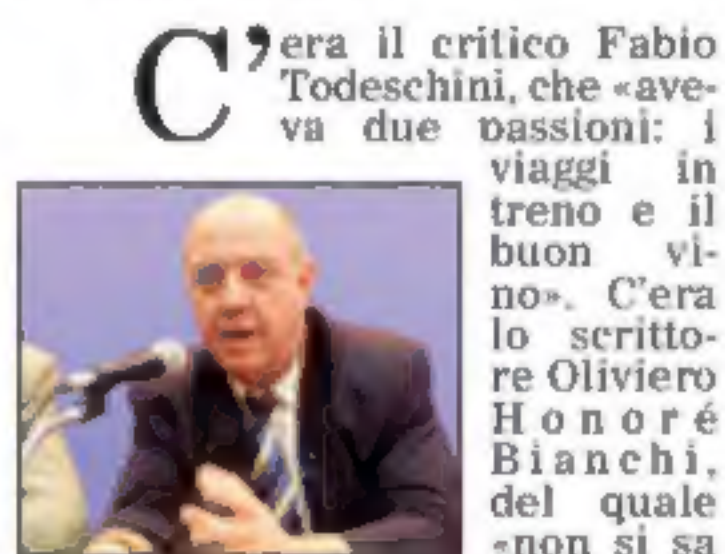 C'era il critico Fabio
Todeschini, che «ave-
va due passioni: i
viaggi in
treno e il
buon vi-
no». C'era
lo scritto-
re Oliviero
Honoré
Bianchi,
del quale
«non si sa